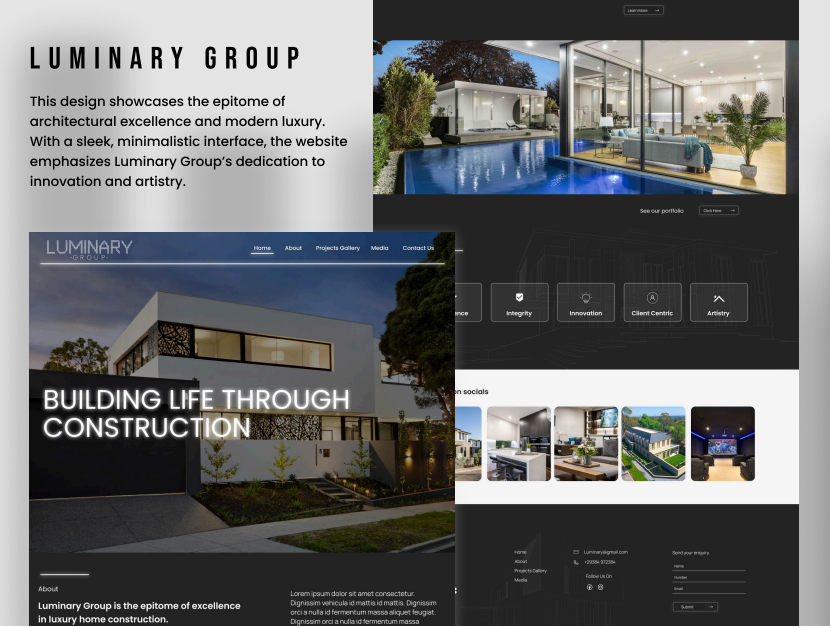 LUMINARY GROUP
This design showcases the epitome of
architectural excellence and modern luxury.
With a sleek, minimalistic interface, the website
emphasizes Luminary Group's dedication to
innovation and artistry.
Learn More →
See our portfolio
Click Here →
LUMINARY
·GROUP·
Home About Projects Gallery Media Contact Us
BUILDING LIFE THROUGH
CONSTRUCTION
ence
Integrity
Innovation
Client Centric
Artistry
on socials
About
Luminary Group is the epitome of excellence
in luxury home construction.
Lorem ipsum dolor sit amet consectetur.
Dignissim vehicula id mattis id mattis. Dignissim
orci a nulla id fermentum massa aliquet feugiat.
Dignissim orci a nulla id fermentum massa
Home
About
Projects Gallery
Media
Luminary@gmail.com
+29384 972384
Follow Us On
Send your enquiry
Name
Number
Email
Submit →